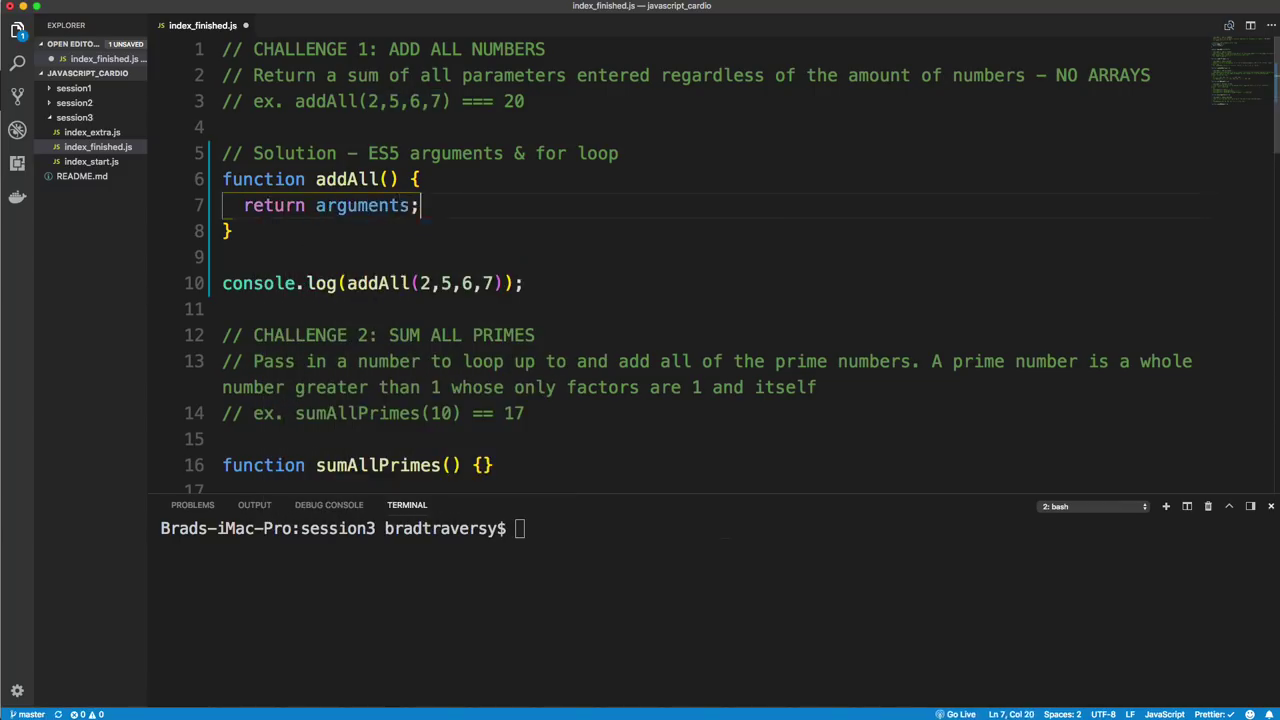 index_finished.js — javascript_cardio
EXPLORER
index_finished.js
OPEN EDITO... 1 UNSAVED
index_finished.js ...
JAVASCRIPT_CARDIO
session1
session2
session3
JS index_extra.js
JS index_finished.js
JS index_start.js
README.md
1
1 // CHALLENGE 1: ADD ALL NUMBERS
2 // Return a sum of all parameters entered regardless of the amount of numbers - NO ARRAYS
3 // ex. addAll(2,5,6,7) === 20
4
5 // Solution - ES5 arguments & for loop
6 function addAll() {
7 return arguments;
8 }
9
10 console.log(addAll(2,5,6,7));
11
12 // CHALLENGE 2: SUM ALL PRIMES
13 // Pass in a number to loop up to and add all of the prime numbers. A prime number is a whole
number greater than 1 whose only factors are 1 and itself
14 // ex. sumAllPrimes(10) == 17
15
16 function sumAllPrimes() {}
17
PROBLEMS OUTPUT DEBUG CONSOLE TERMINAL 2: bash
Brads-iMac-Pro:session3 bradtraversy$
master 0 0 Go Live Ln 7, Col 20 Spaces: 2 UTF-8 LF JavaScript Prettier: ✓